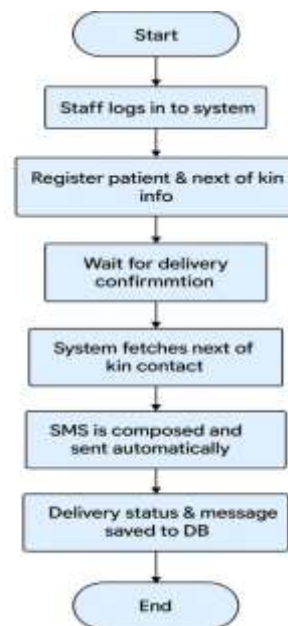 Start
Staff logs in to system
Register patient & next of kin
info
Wait for delivery
confirmmtion
System fetches next of
kin contact
SMS is composed and
sent automatically
Delivery status & message
saved to DB
End